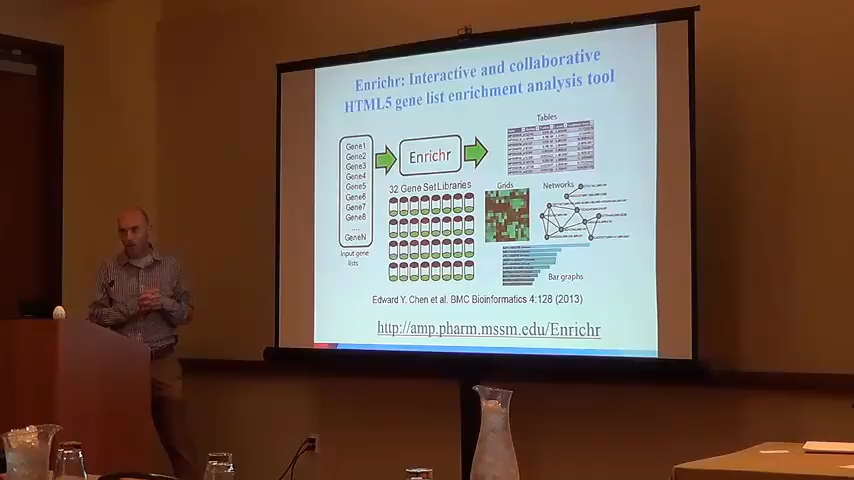 Enrichr: Interactive and collaborative
HTML5 gene list enrichment analysis tool
Gene1
Gene2
Gene3
Gene4
Gene5
Gene6
Gene7
Gene8
....
GeneN
Input gene
lists
Enrichr
32 Gene Set Libraries
Tables
Grids
Networks
Bar graphs
Edward Y. Chen et al. BMC Bioinformatics 4:128 (2013)
http://amp.pharm.mssm.edu/Enrichr